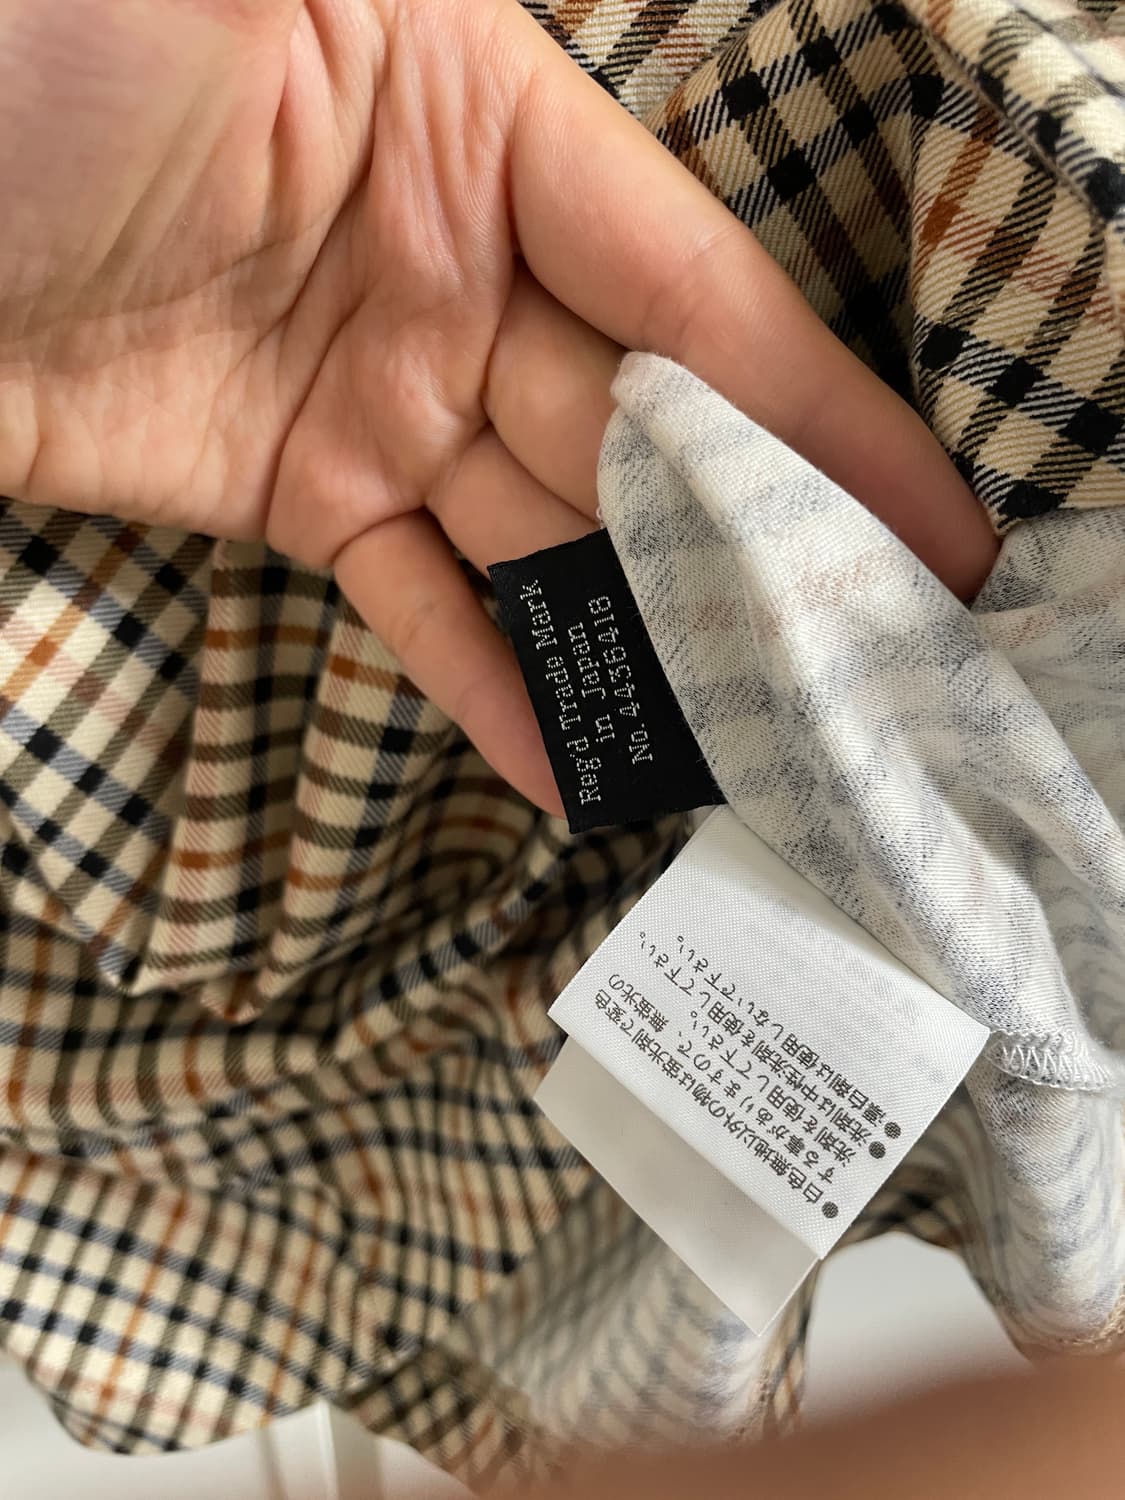 Reg'd Trade Mark
in Japan
No.4436418
●白色無地以外の物は蛍光剤で変色
する事がありますので、無蛍光の
洗剤を使用して下さい。
●洗剤は中性洗剤を使用して下さい。
●漂白剤は使用しないで下さい。